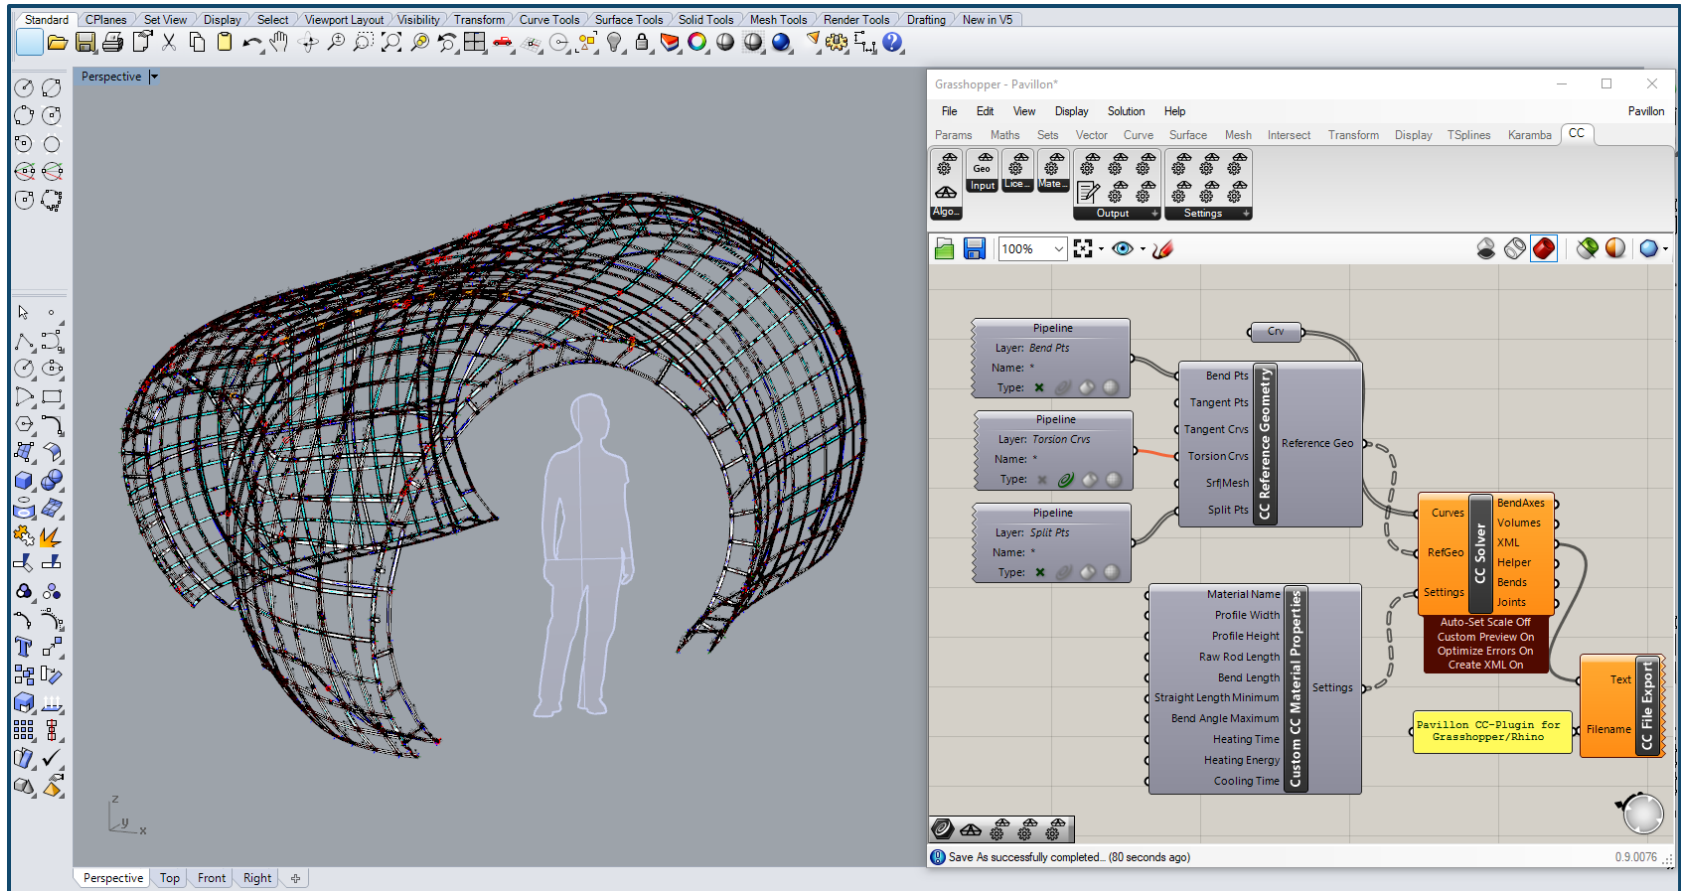 Standard CPlanes Set View Display Select Viewport Layout Visibility Transform Curve Tools Surface Tools Solid Tools Mesh Tools Render Tools Drafting New in V5
Perspective
z
y
x
Perspective Top Front Right
Grasshopper - Pavillon*
File Edit View Display Solution Help Pavillon
Params Maths Sets Vector Curve Surface Mesh Intersect Transform Display TSplines Karamba CC
Geo
Algo...
Input
Lice...
Mate...
Output
Settings
100%
Pipeline
Layer: Bend Pts
Name: *
Type:
Pipeline
Layer: Torsion Crvs
Name: *
Type:
Pipeline
Layer: Split Pts
Name: *
Type:
Crv
Bend Pts
Tangent Pts
Tangent Crvs
Torsion Crvs
Srf|Mesh
Split Pts
CC Reference Geometry
Reference Geo
Material Name
Profile Width
Profile Height
Raw Rod Length
Bend Length
Straight Length Minimum
Bend Angle Maximum
Heating Time
Heating Energy
Cooling Time
Custom CC Material Properties
Settings
Curves
RefGeo
Settings
CC Solver
BendAxes
Volumes
XML
Helper
Bends
Joints
Auto-Set Scale Off
Custom Preview On
Optimize Errors On
Create XML On
Pavillon CC-Plugin for
Grasshopper/Rhino
Text
Filename
CC File Export
Save As successfully completed... (80 seconds ago)
0.9.0076